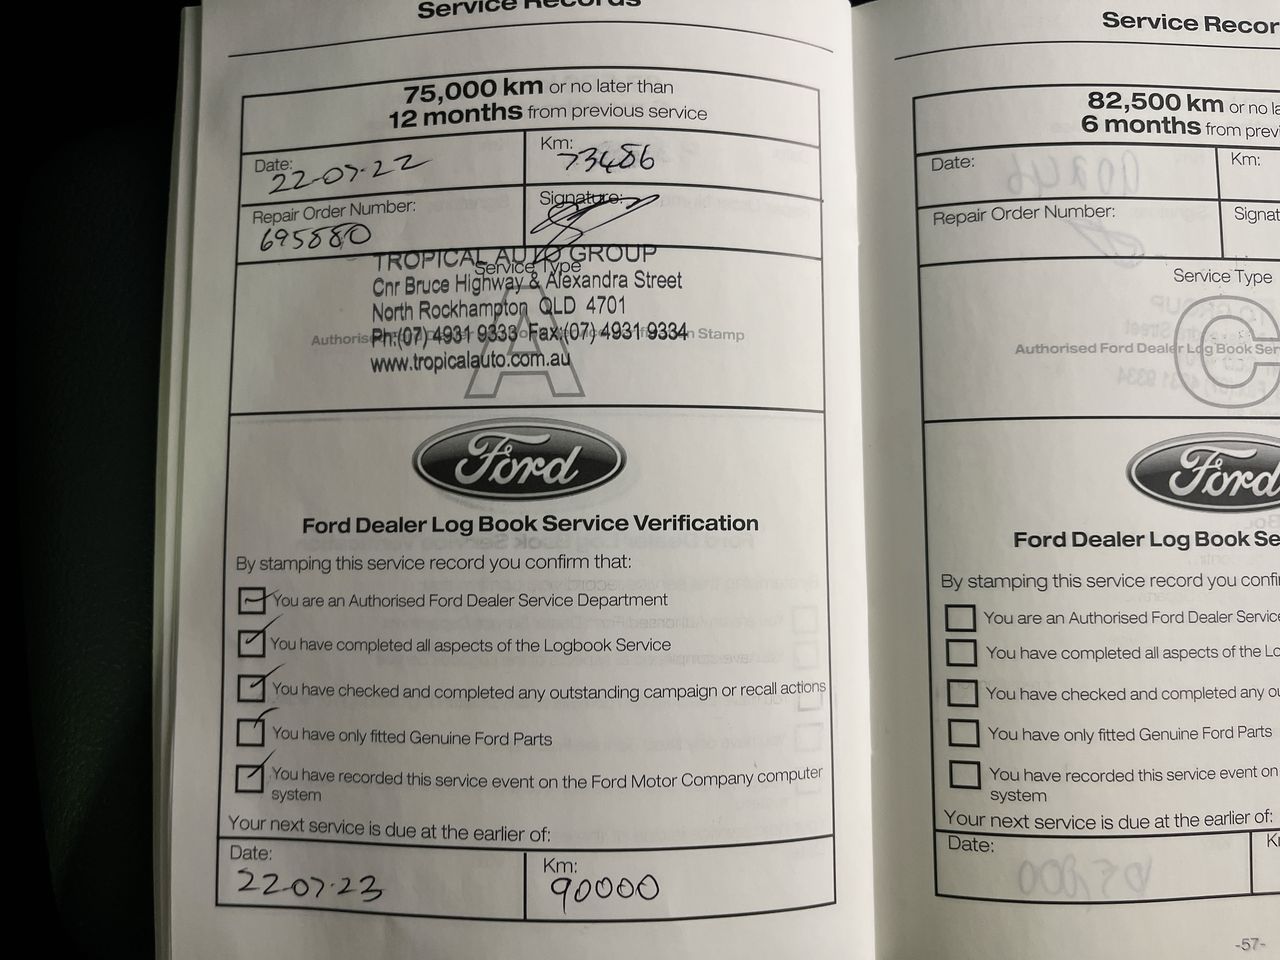 Service Records
75,000 km or no later than
12 months from previous service
Date: 22-07-22
Km: 73486
Repair Order Number: 695880
Signature:
TROPICAL AUTO GROUP
Service Type
Cnr Bruce Highway & Alexandra Street
North Rockhampton QLD 4701
Ph:(07) 4931 9333 Fax:(07) 4931 9334
Stamp
www.tropicalauto.com.au
A
Ford
Ford Dealer Log Book Service Verification
By stamping this service record you confirm that:
You are an Authorised Ford Dealer Service Department
You have completed all aspects of the Logbook Service
You have checked and completed any outstanding campaign or recall actions
You have only fitted Genuine Ford Parts
You have recorded this service event on the Ford Motor Company computer
system
Your next service is due at the earlier of:
Date: 22-07-23
Km: 90000
Service Recor
82,500 km or no la
6 months from previ
Date:
Km:
Repair Order Number:
Signat
Service Type
Authorised Ford Dealer Log Book Ser
C
Ford
Ford Dealer Log Book Se
By stamping this service record you confi
You are an Authorised Ford Dealer Service
You have completed all aspects of the Lo
You have checked and completed any ou
You have only fitted Genuine Ford Parts
You have recorded this service event on
system
Your next service is due at the earlier of:
Date:
-57-